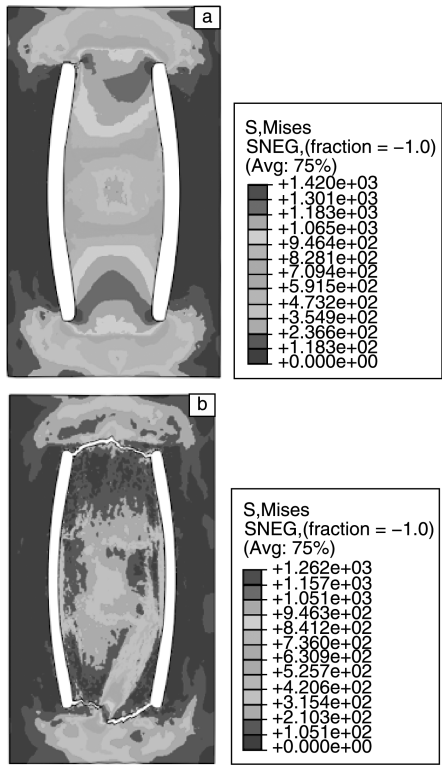 a
S,Mises
SNEG,(fraction = −1.0)
(Avg: 75%)
+1.420e+03
+1.301e+03
+1.183e+03
+1.065e+03
+9.464e+02
+8.281e+02
+7.094e+02
+5.915e+02
+4.732e+02
+3.549e+02
+2.366e+02
+1.183e+02
+0.000e+00
b
S,Mises
SNEG,(fraction = −1.0)
(Avg: 75%)
+1.262e+03
+1.157e+03
+1.051e+03
+9.463e+02
+8.412e+02
+7.360e+02
+6.309e+02
+5.257e+02
+4.206e+02
+3.154e+02
+2.103e+02
+1.051e+02
+0.000e+00